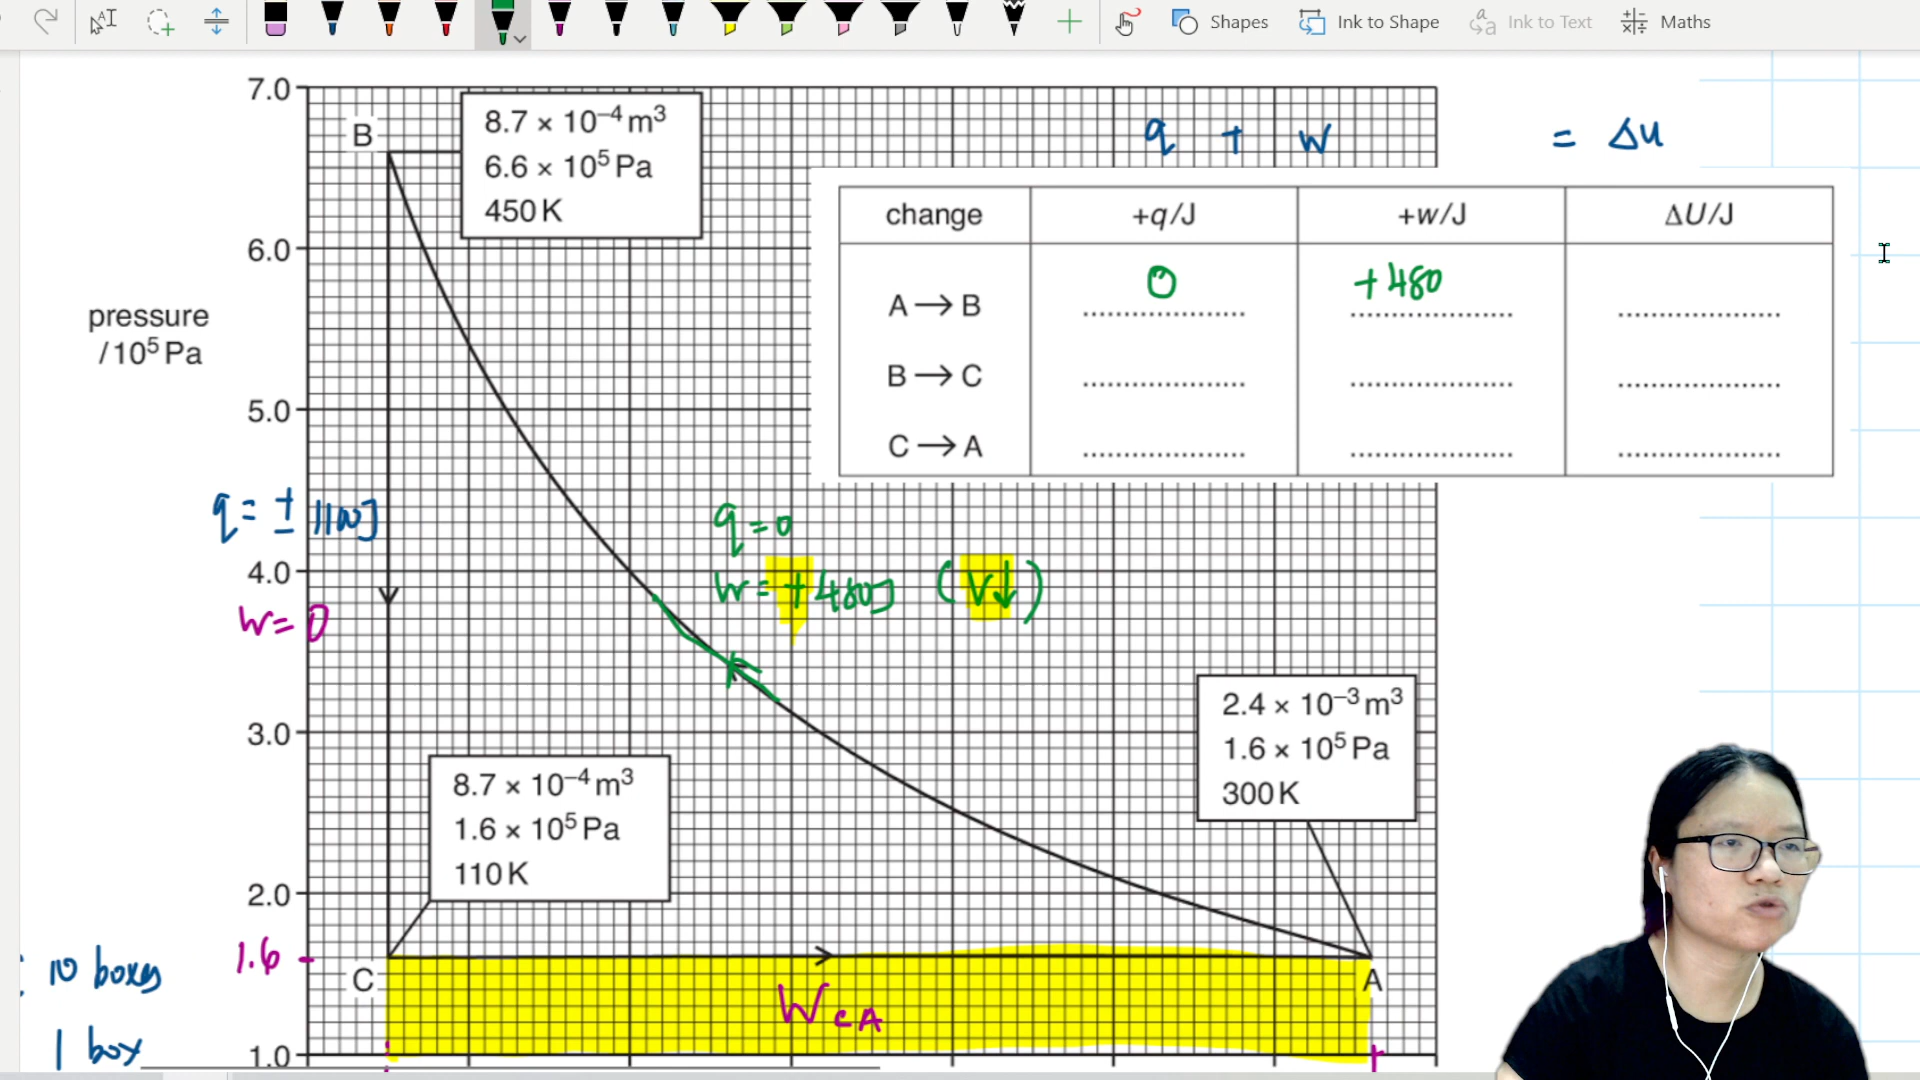 Shapes Ink to Shape Ink to Text Maths
7.0
B
8.7 × 10⁻⁴ m³
6.6 × 10⁵ Pa
450 K
q + w = ΔU
change +q/J +w/J ΔU/J
A → B 0 +480
B → C
C → A
6.0
pressure
/10⁵ Pa
5.0
q = ± 1100J
q = 0
4.0
w = +480J (V↓)
w = 0
3.0
2.4 × 10⁻³ m³
1.6 × 10⁵ Pa
300 K
8.7 × 10⁻⁴ m³
1.6 × 10⁵ Pa
110 K
2.0
1.6
10 boxes
C
A
W CA
1 box
1.0